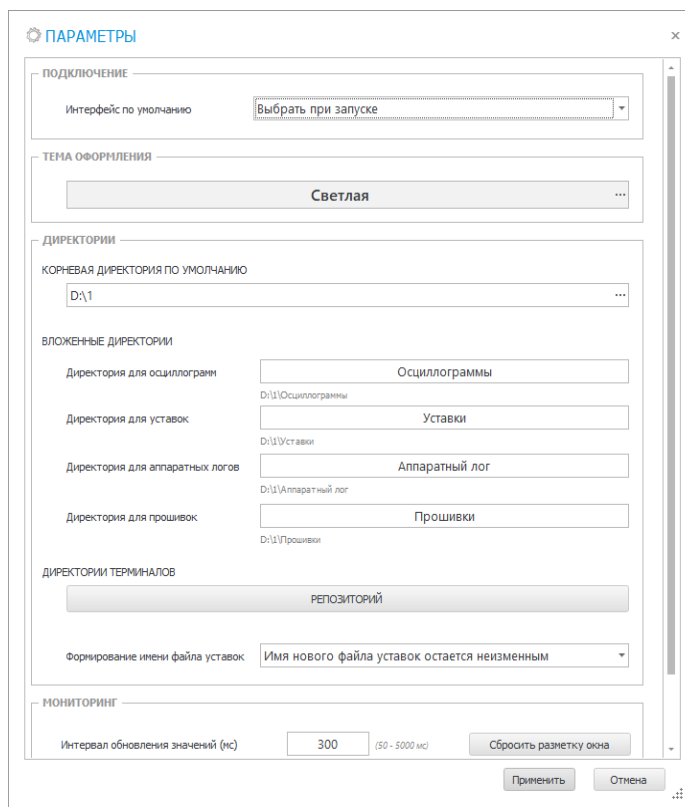 ПАРАМЕТРЫ
ПОДКЛЮЧЕНИЕ
Интерфейс по умолчанию Выбрать при запуске
ТЕМА ОФОРМЛЕНИЯ
Светлая ...
ДИРЕКТОРИИ
КОРНЕВАЯ ДИРЕКТОРИЯ ПО УМОЛЧАНИЮ
D:\1 ...
ВЛОЖЕННЫЕ ДИРЕКТОРИИ
Директория для осциллограмм Осциллограммы
D:\1\Осциллограммы
Директория для уставок Уставки
D:\1\Уставки
Директория для аппаратных логов Аппаратный лог
D:\1\Аппаратный лог
Директория для прошивок Прошивки
D:\1\Прошивки
ДИРЕКТОРИИ ТЕРМИНАЛОВ
РЕПОЗИТОРИЙ
Формирование имени файла уставок Имя нового файла уставок остается неизменным
МОНИТОРИНГ
Интервал обновления значений (мс) 300 (50 - 5000 мс) Сбросить разметку окна
Применить Отмена